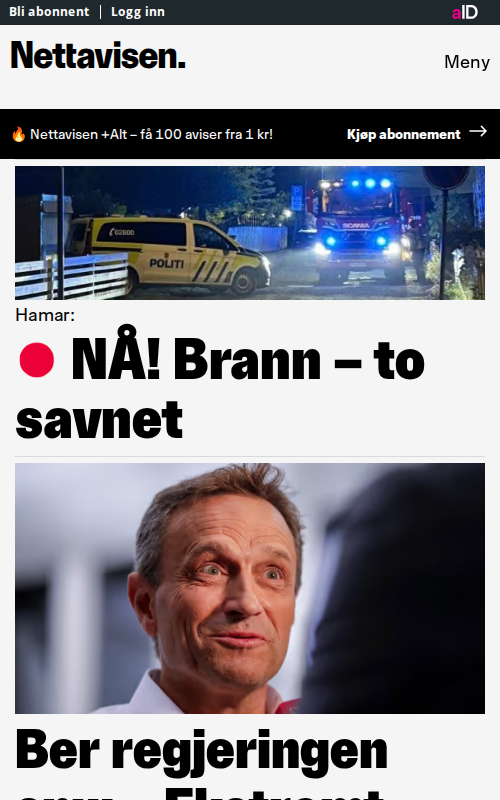 Bli abonnent | Logg inn
aID
Nettavisen.
Meny
🔥 Nettavisen +Alt – få 100 aviser fra 1 kr!
Kjøp abonnement →
02800
POLITI
SCANIA
Hamar:
NÅ! Brann – to
savnet
Ber regjeringen